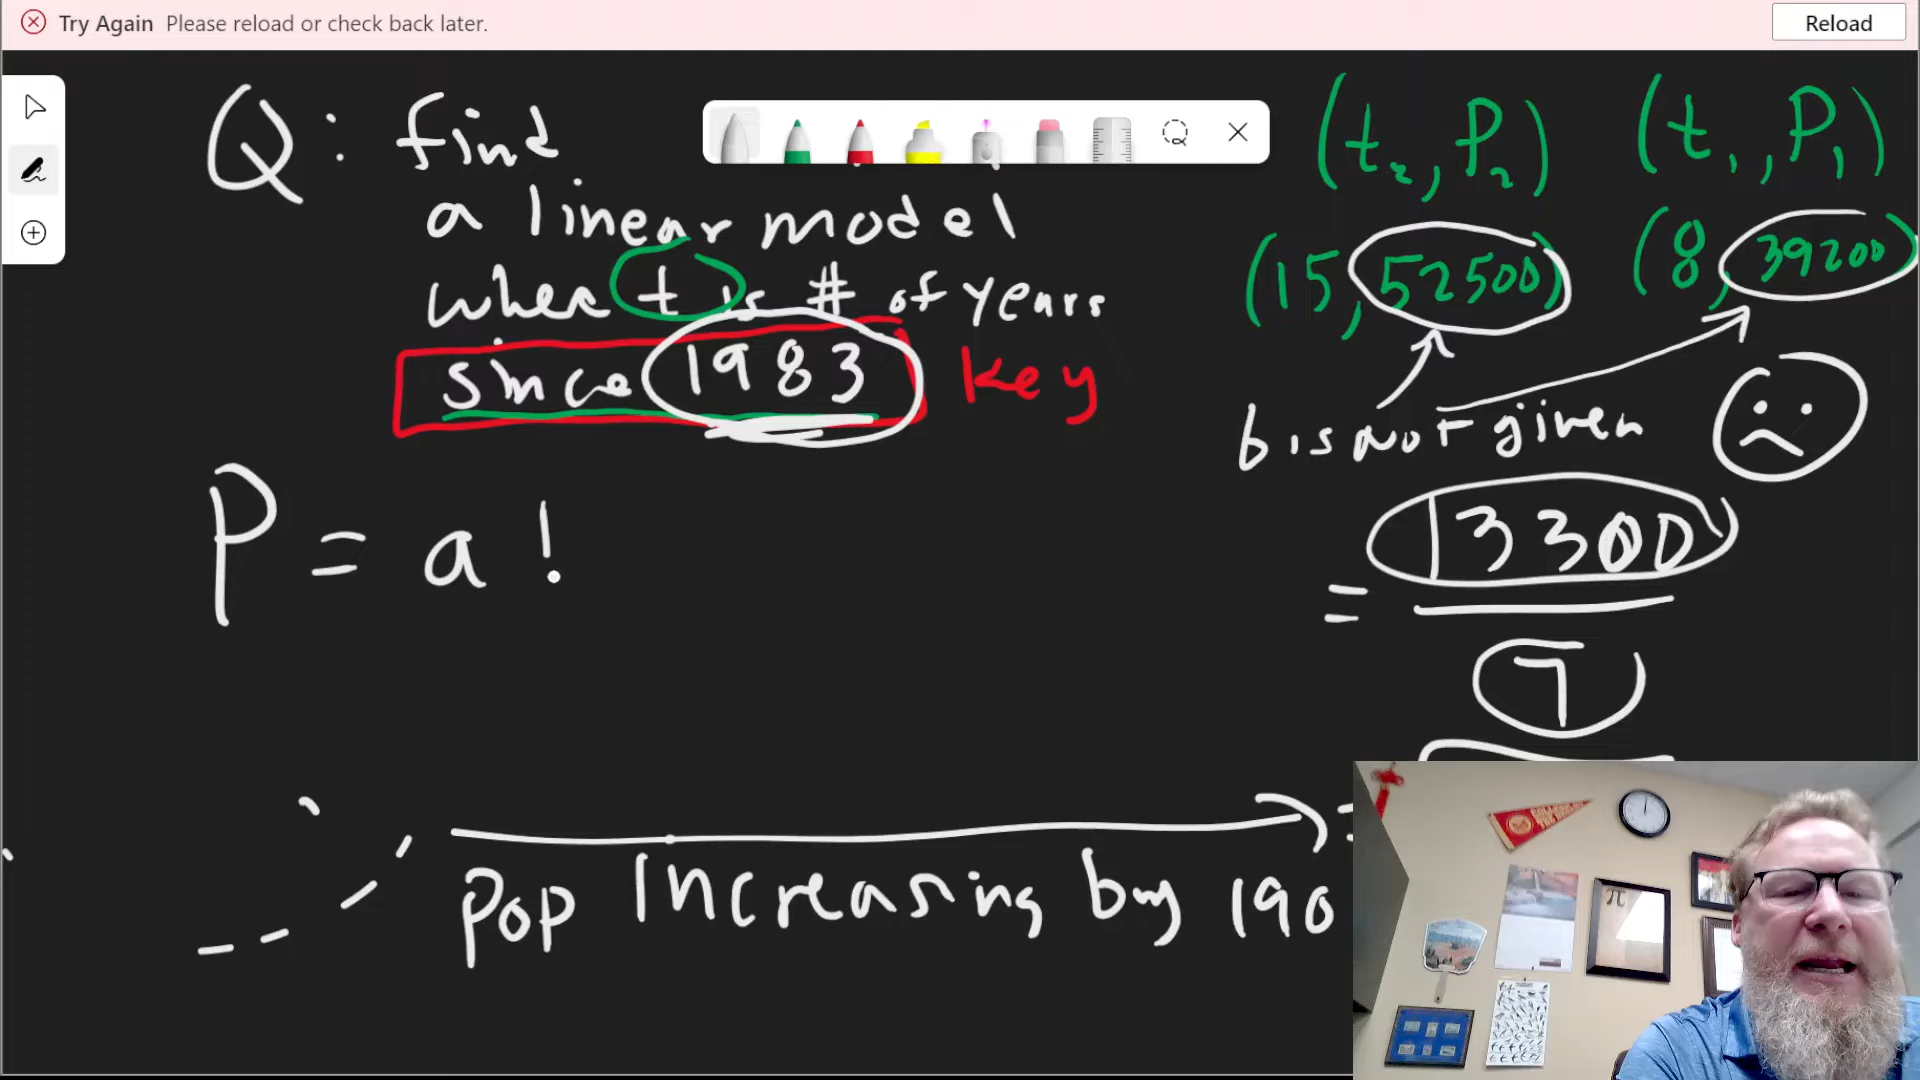 Try Again Please reload or check back later.
Reload
Q: find
a linear model
when t is # of years
since 1983 key
P = a !
(t₂, P₂) (t₁, P₁)
(15, 52500) (8, 39200)
b is not given
= 13300
7
pop increasing by 190
π